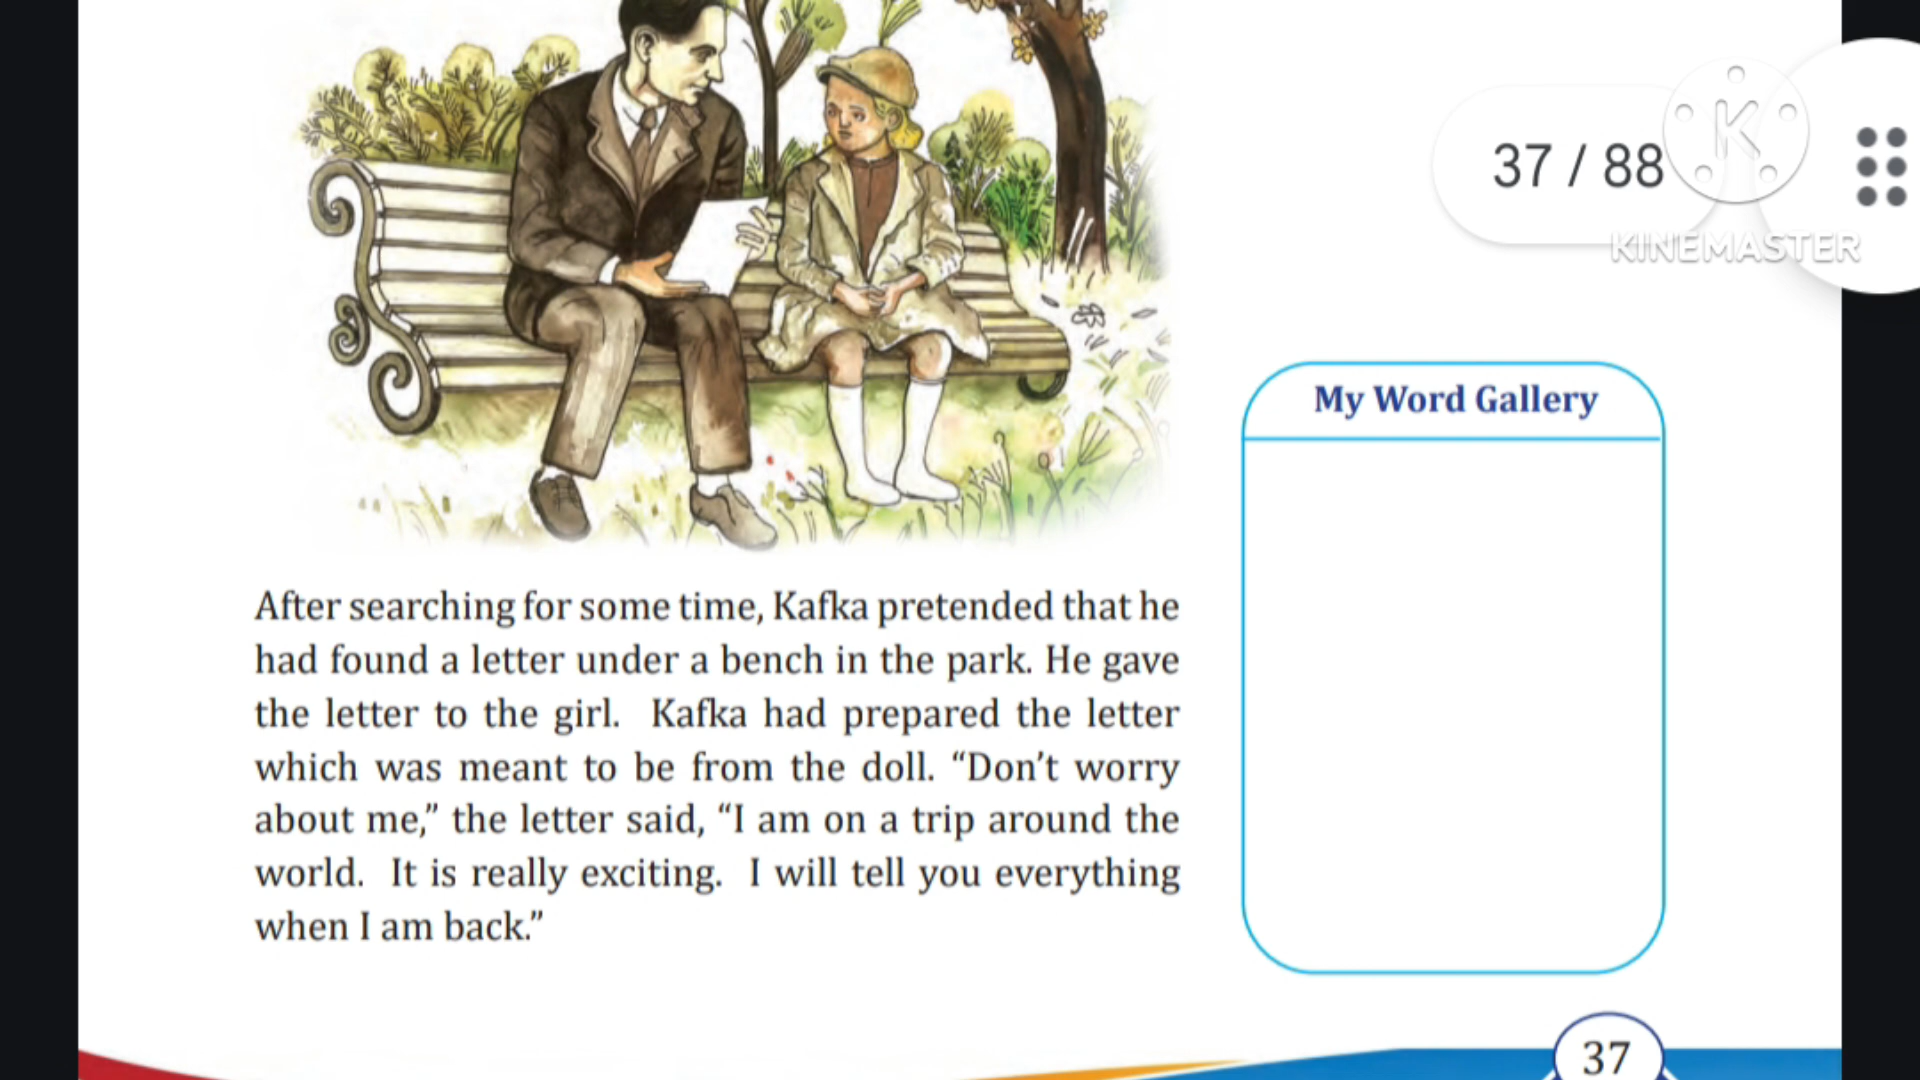 37 / 88
K
KINEMASTER
My Word Gallery
After searching for some time, Kafka pretended that he
had found a letter under a bench in the park. He gave
the letter to the girl. Kafka had prepared the letter
which was meant to be from the doll. “Don’t worry
about me,” the letter said, “I am on a trip around the
world. It is really exciting. I will tell you everything
when I am back.”
37